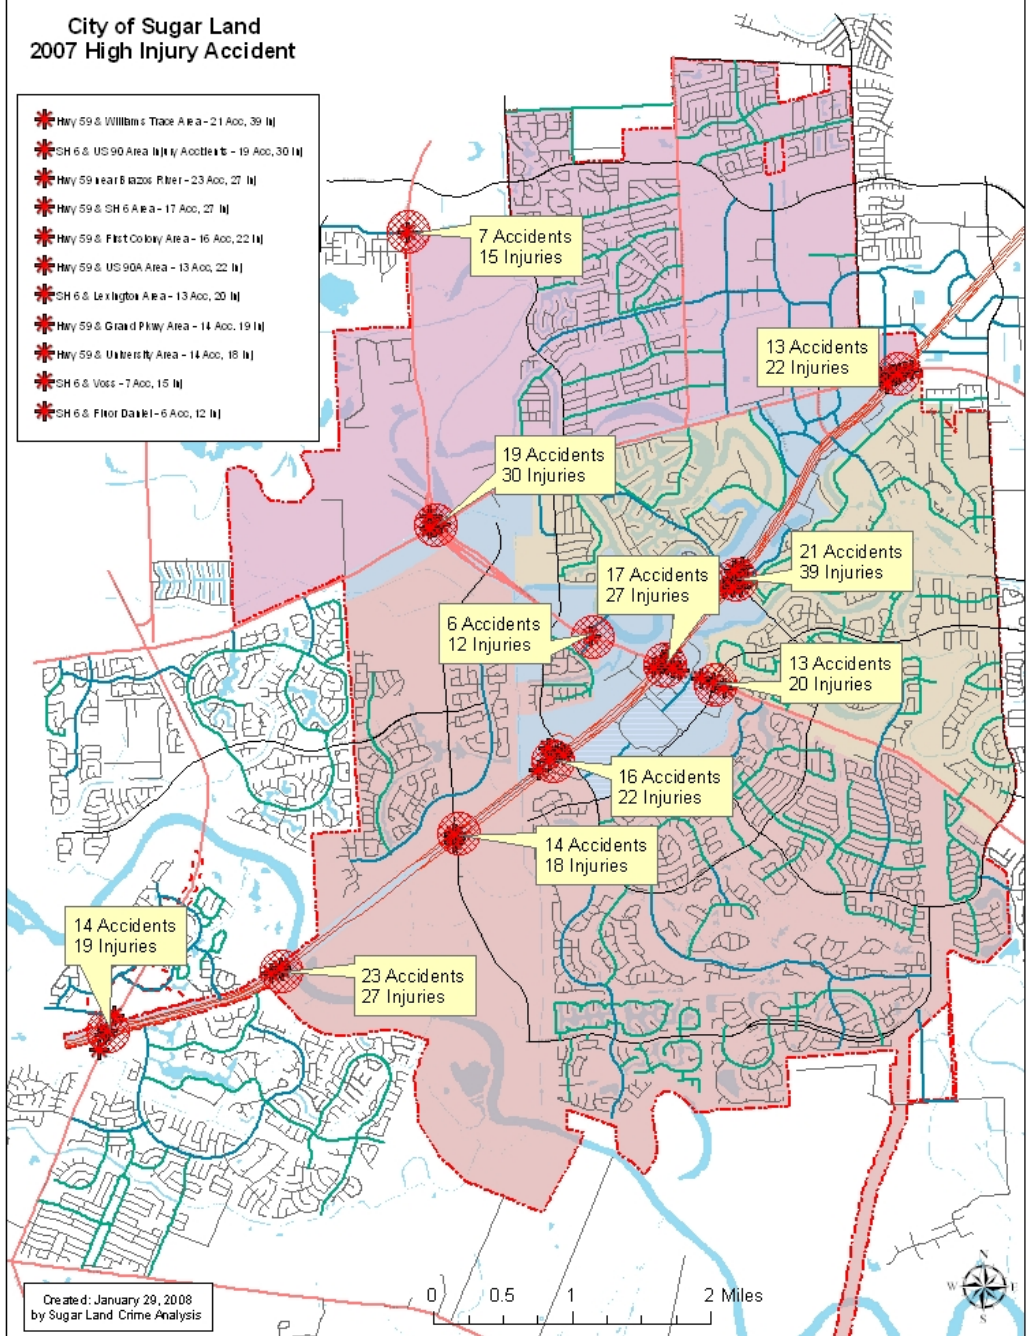 City of Sugar Land
2007 High Injury Accident
Hwy 59 & Williams Trace Area - 21 Acc, 39 Inj
SH 6 & US 90 Area Injury Accidents - 19 Acc, 30 Inj
Hwy 59 near Brazos River - 23 Acc, 27 Inj
Hwy 59 & SH 6 Area - 17 Acc, 27 Inj
Hwy 59 & First Colony Area - 16 Acc, 22 Inj
Hwy 59 & US 90A Area - 13 Acc, 22 Inj
SH 6 & Lexington Area - 13 Acc, 20 Inj
Hwy 59 & Grand Pkwy Area - 14 Acc. 19 Inj
Hwy 59 & University Area - 14 Acc, 18 Inj
SH 6 & Voss - 7 Acc, 15 Inj
SH 6 & Fluor Daniel - 6 Acc, 12 Inj
7 Accidents
15 Injuries
13 Accidents
22 Injuries
19 Accidents
30 Injuries
21 Accidents
39 Injuries
17 Accidents
27 Injuries
6 Accidents
12 Injuries
13 Accidents
20 Injuries
16 Accidents
22 Injuries
14 Accidents
18 Injuries
14 Accidents
19 Injuries
23 Accidents
27 Injuries
N
W E
S
0 0.5 1 2 Miles
Created: January 29, 2008
by Sugar Land Crime Analysis